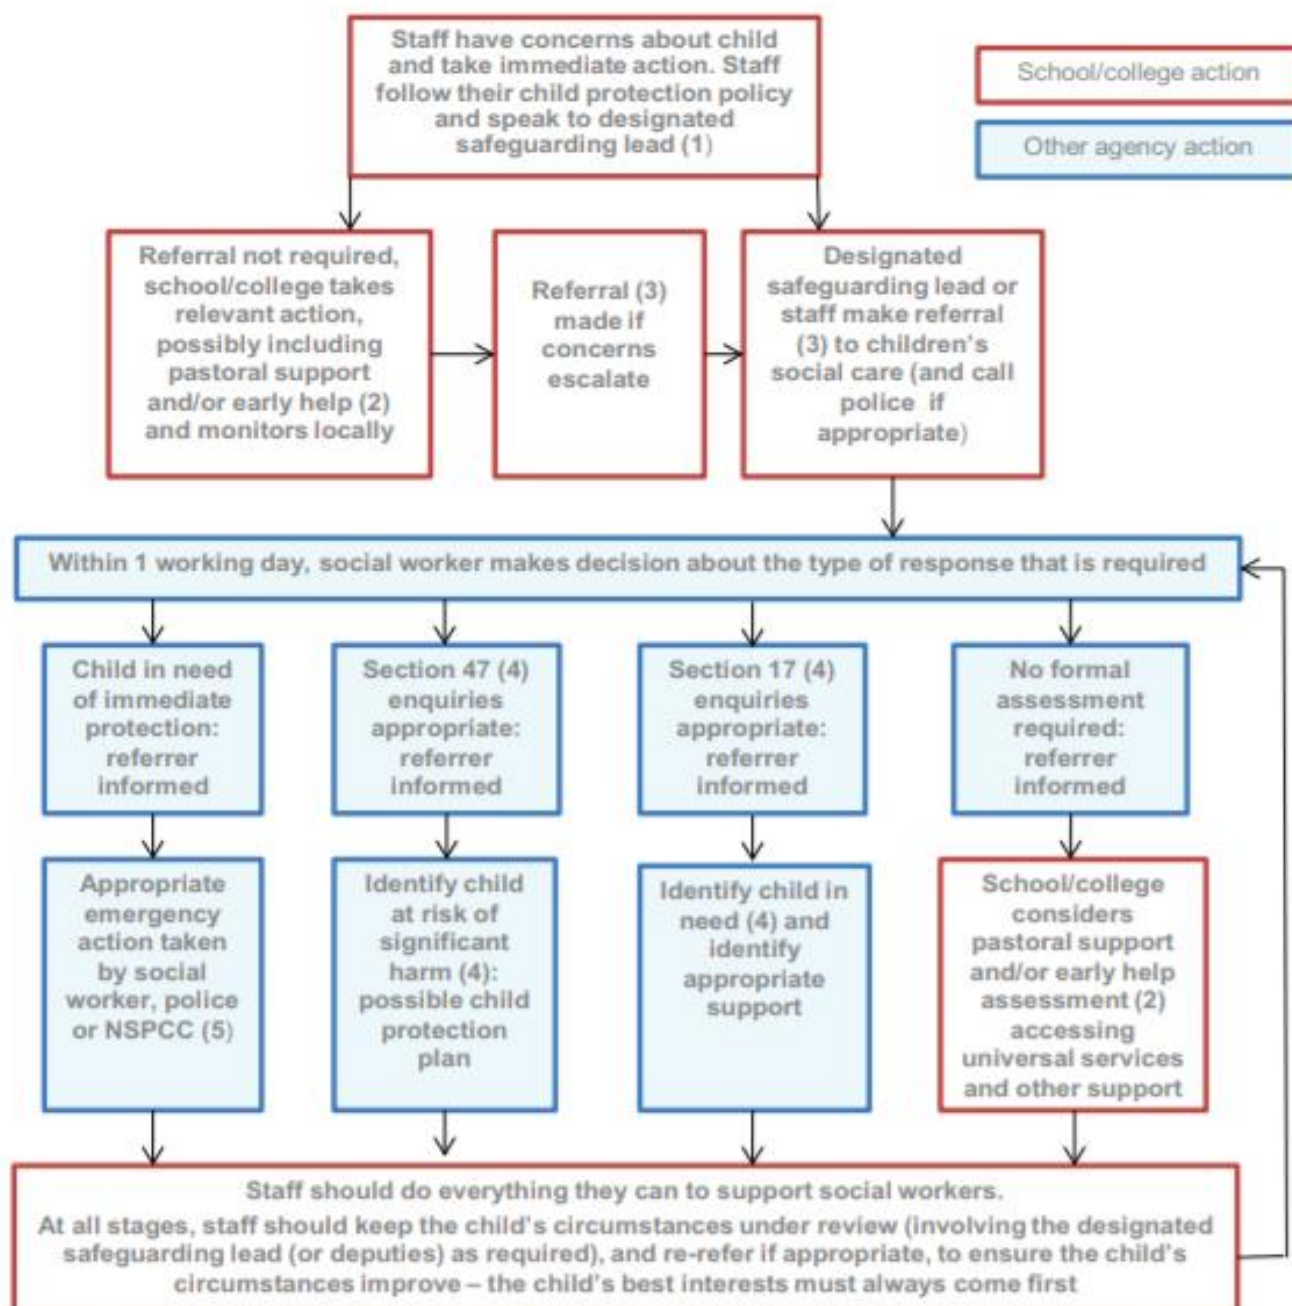 Staff have concerns about child
and take immediate action. Staff
follow their child protection policy
and speak to designated
safeguarding lead (1)
School/college action
Other agency action
Referral not required,
school/college takes
relevant action,
possibly including
pastoral support
and/or early help (2)
and monitors locally
Referral (3)
made if
concerns
escalate
Designated
safeguarding lead or
staff make referral
(3) to children's
social care (and call
police if
appropriate)
Within 1 working day, social worker makes decision about the type of response that is required
Child in need
of immediate
protection:
referrer
informed
Section 47 (4)
enquiries
appropriate:
referrer
informed
Section 17 (4)
enquiries
appropriate:
referrer
informed
No formal
assessment
required:
referrer
informed
Appropriate
emergency
action taken
by social
worker, police
or NSPCC (5)
Identify child
at risk of
significant
harm (4):
possible child
protection
plan
Identify child in
need (4) and
identify
appropriate
support
School/college
considers
pastoral support
and/or early help
assessment (2)
accessing
universal services
and other support
Staff should do everything they can to support social workers.
At all stages, staff should keep the child's circumstances under review (involving the designated
safeguarding lead (or deputies) as required), and re-refer if appropriate, to ensure the child's
circumstances improve – the child's best interests must always come first